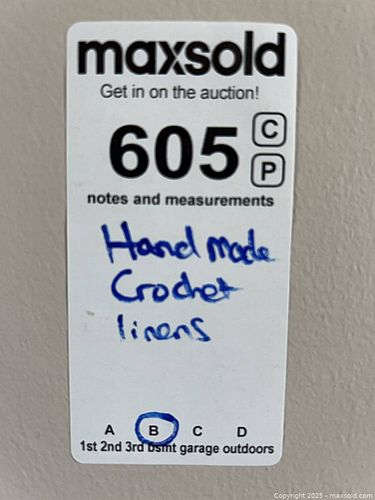 maxsold
Get in on the auction!
605
C
P
notes and measurements
Hand made
Crochet
linens
A B C D
1st 2nd 3rd bsmt garage outdoors
Copyright 2025 - maxsold.com